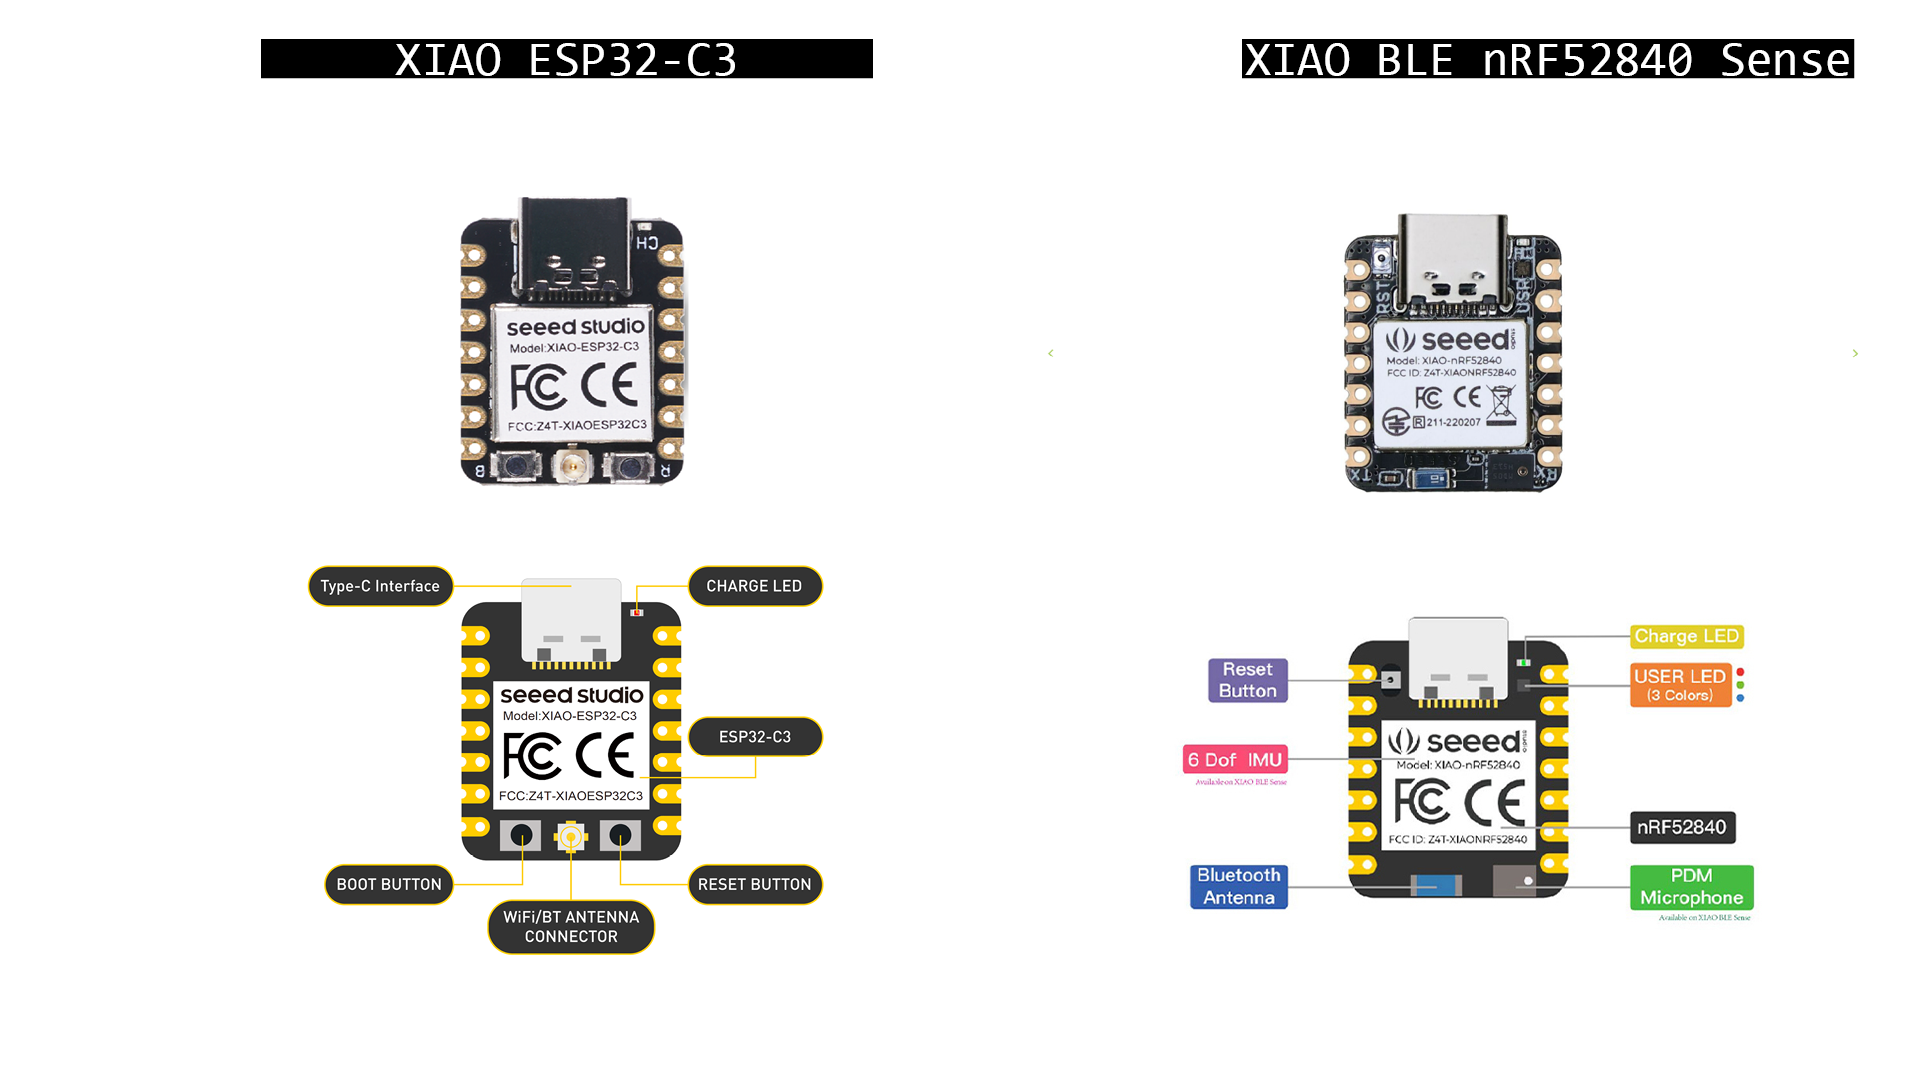 XIAO ESP32-C3
XIAO BLE nRF52840 Sense
CH
seeed studio
Model:XIAO-ESP32-C3
FC CE
FCC:Z4T-XIAOESP32C3
B
R
RST
USR
seeed
studio
Model: XIAO-nRF52840
FCC ID: Z4T-XIAONRF52840
FC CE
R 211-220207
TX
RX
Type-C Interface
CHARGE LED
seeed studio
Model:XIAO-ESP32-C3
FC CE
FCC:Z4T-XIAOESP32C3
ESP32-C3
BOOT BUTTON
RESET BUTTON
WiFi/BT ANTENNA
CONNECTOR
Charge LED
Reset
Button
USER LED
(3 Colors)
6 Dof IMU
Available on XIAO BLE Sense
seeed
studio
Model: XIAO-nRF52840
FC CE
FCC ID: Z4T-XIAONRF52840
nRF52840
Bluetooth
Antenna
PDM
Microphone
Available on XIAO BLE Sense